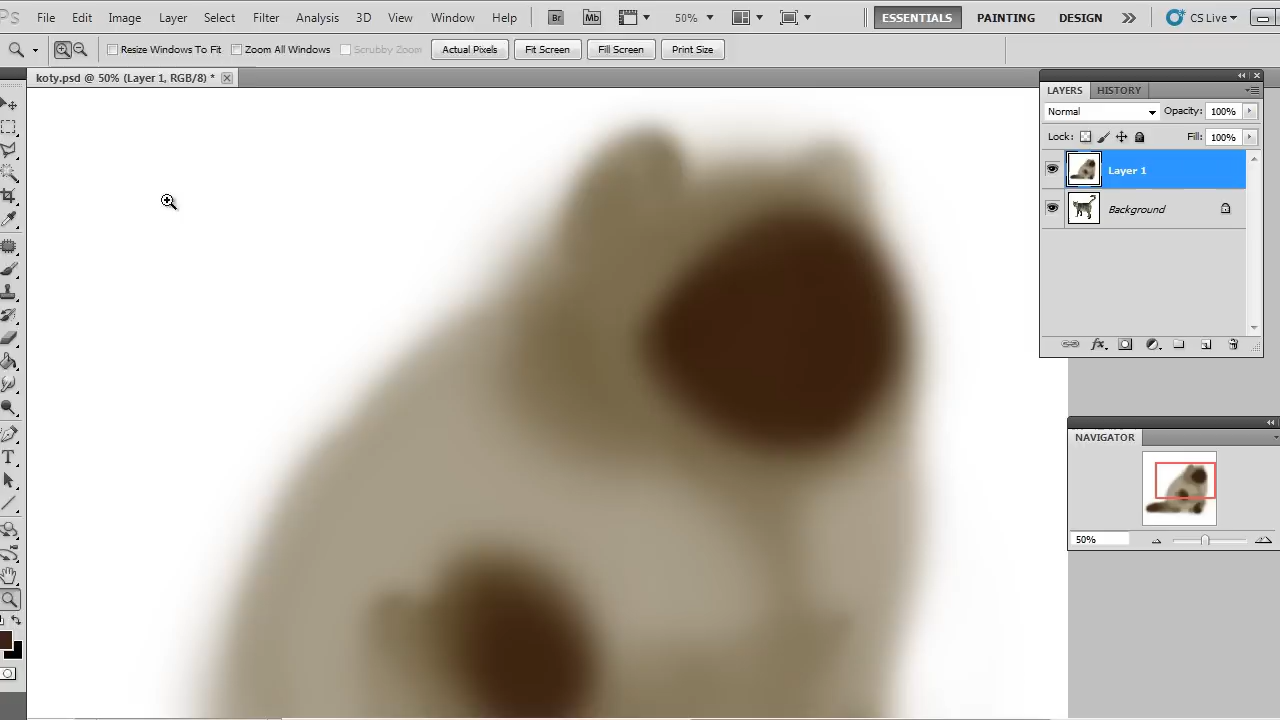 Ps File Edit Image Layer Select Filter Analysis 3D View Window Help Br Mb 50% ESSENTIALS PAINTING DESIGN CS Live
Resize Windows To Fit Zoom All Windows Scrubby Zoom Actual Pixels Fit Screen Fill Screen Print Size
koty.psd @ 50% (Layer 1, RGB/8) *
LAYERS HISTORY
Normal Opacity: 100%
Lock: Fill: 100%
Layer 1
Background
fx
T
NAVIGATOR
50%